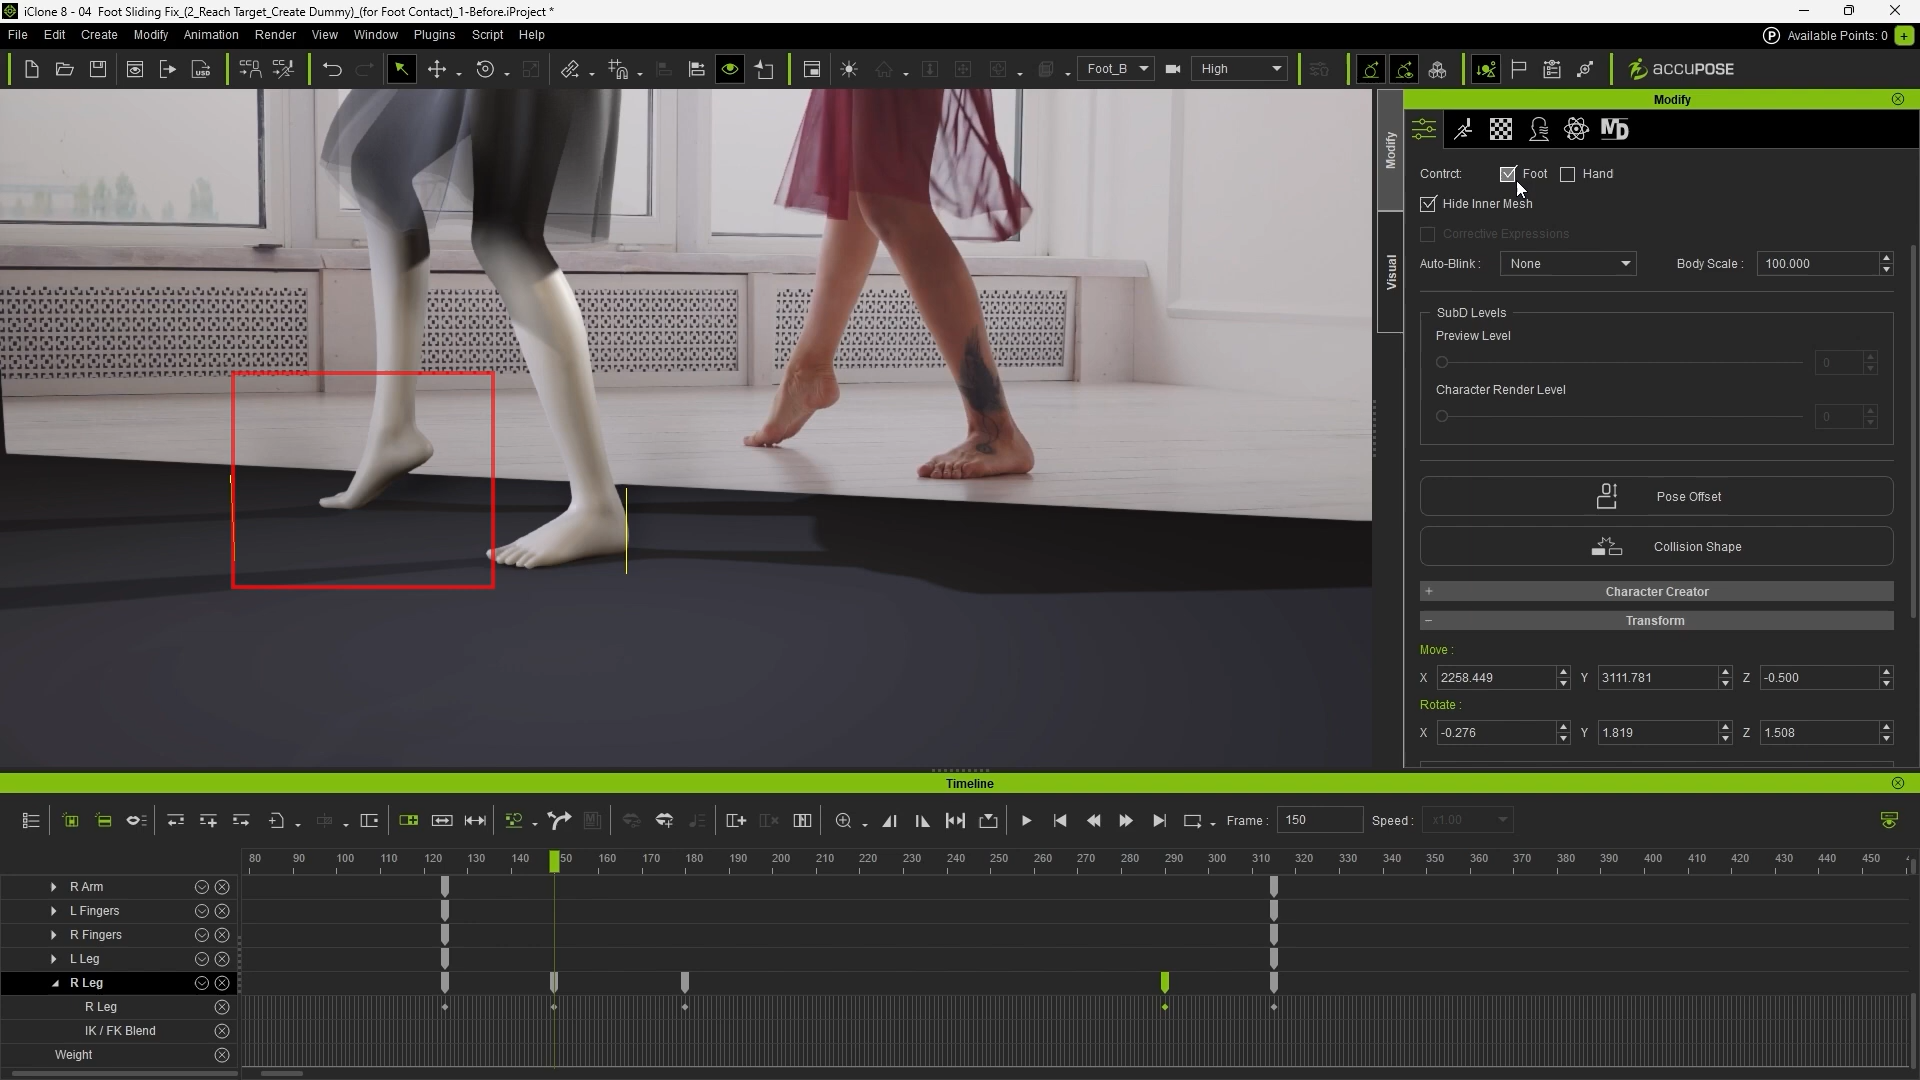 iClone 8 - 04  Foot Sliding Fix_(2_Reach Target_Create Dummy)_(for Foot Contact)_1-Before.iProject *
File Edit Create Modify Animation Render View Window Plugins Script Help
P Available Points: 0 +
USD Foot_B High ACCUPOSE
Modify
Modify
Visual
MD
Contrct: Foot Hand
Hide Inner Mesh
Corrective Expressions
Auto-Blink : None Body Scale : 100.000
SubD Levels
Preview Level
0
Character Render Level
0
Pose Offset
Collision Shape
+ Character Creator
− Transform
Move :
X 2258.449 Y 3111.781 Z -0.500
Rotate :
X -0.276 Y 1.819 Z 1.508
Timeline
Frame : 150 Speed : x1.00
80 90 100 110 120 130 140 50 160 170 180 190 200 210 220 230 240 250 260 270 280 290 300 310 320 330 340 350 360 370 380 390 400 410 420 430 440 450
R Arm
L Fingers
R Fingers
L Leg
R Leg
R Leg
IK / FK Blend
Weight